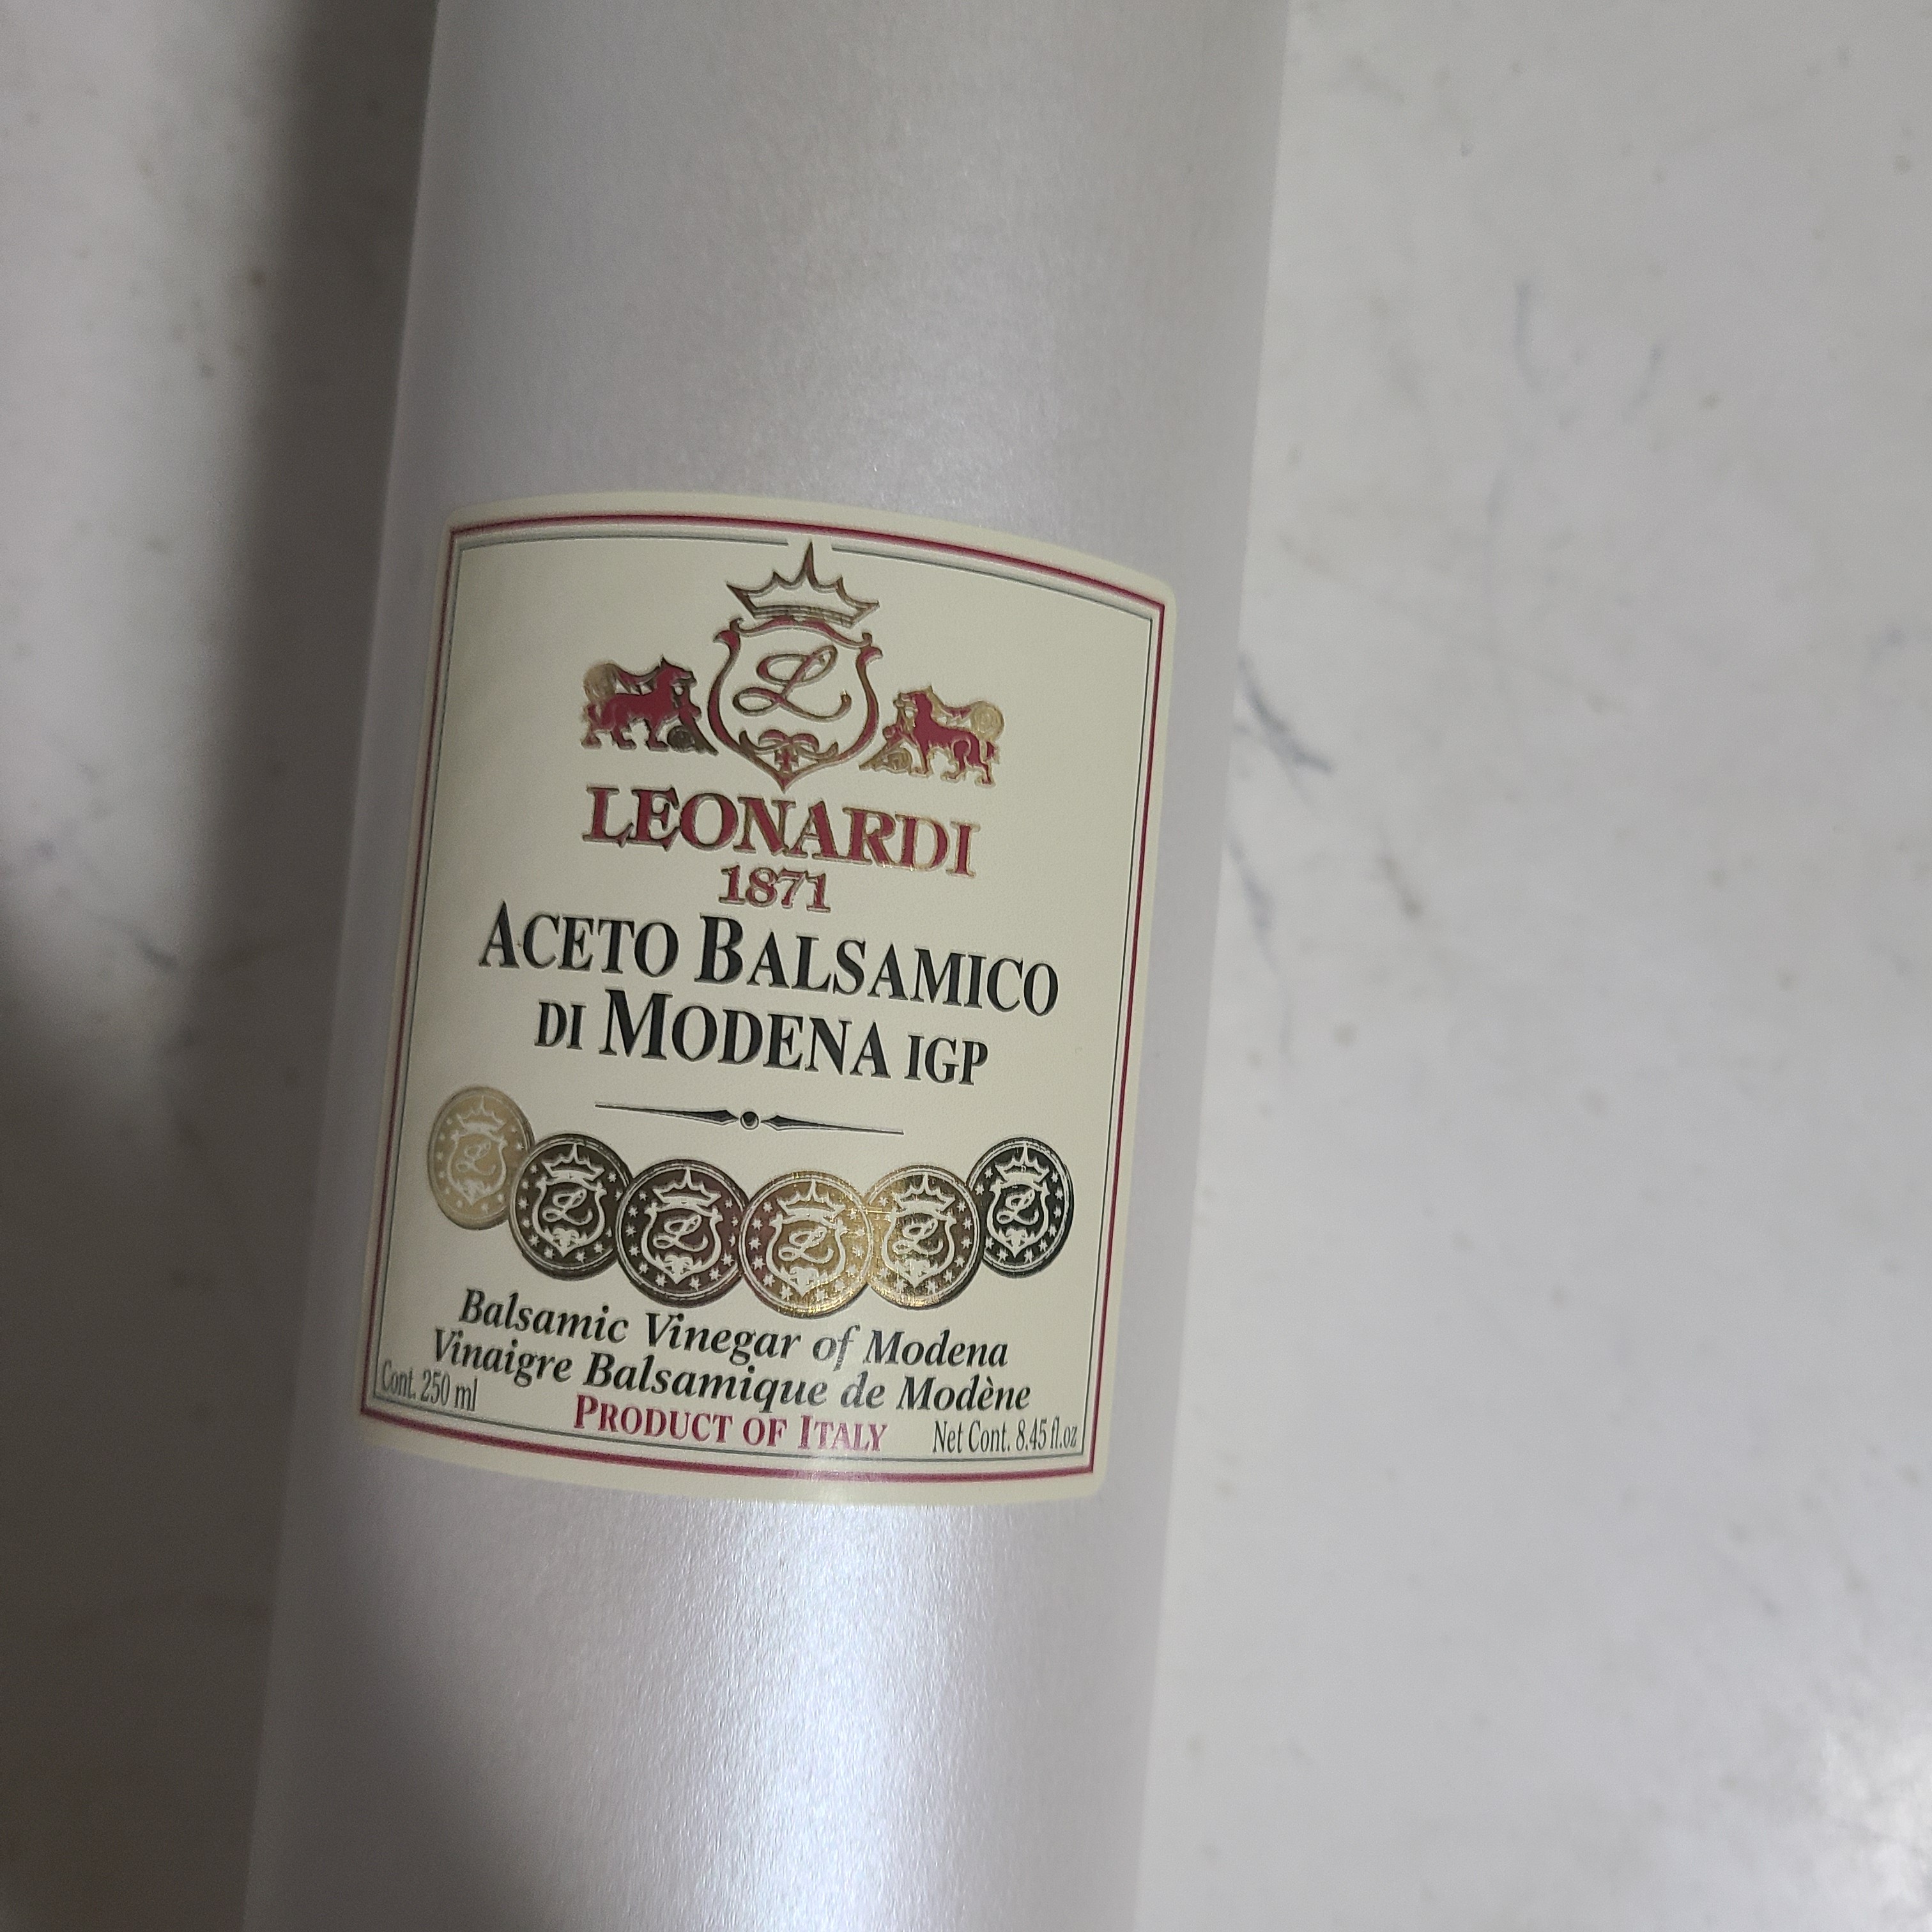 L
LEONARDI
1871
ACETO BALSAMICO
DI MODENA IGP
L L L L L L
Balsamic Vinegar of Modena
Vinaigre Balsamique de Modène
Cont. 250 ml
PRODUCT OF ITALY
Net Cont. 8.45 fl.oz